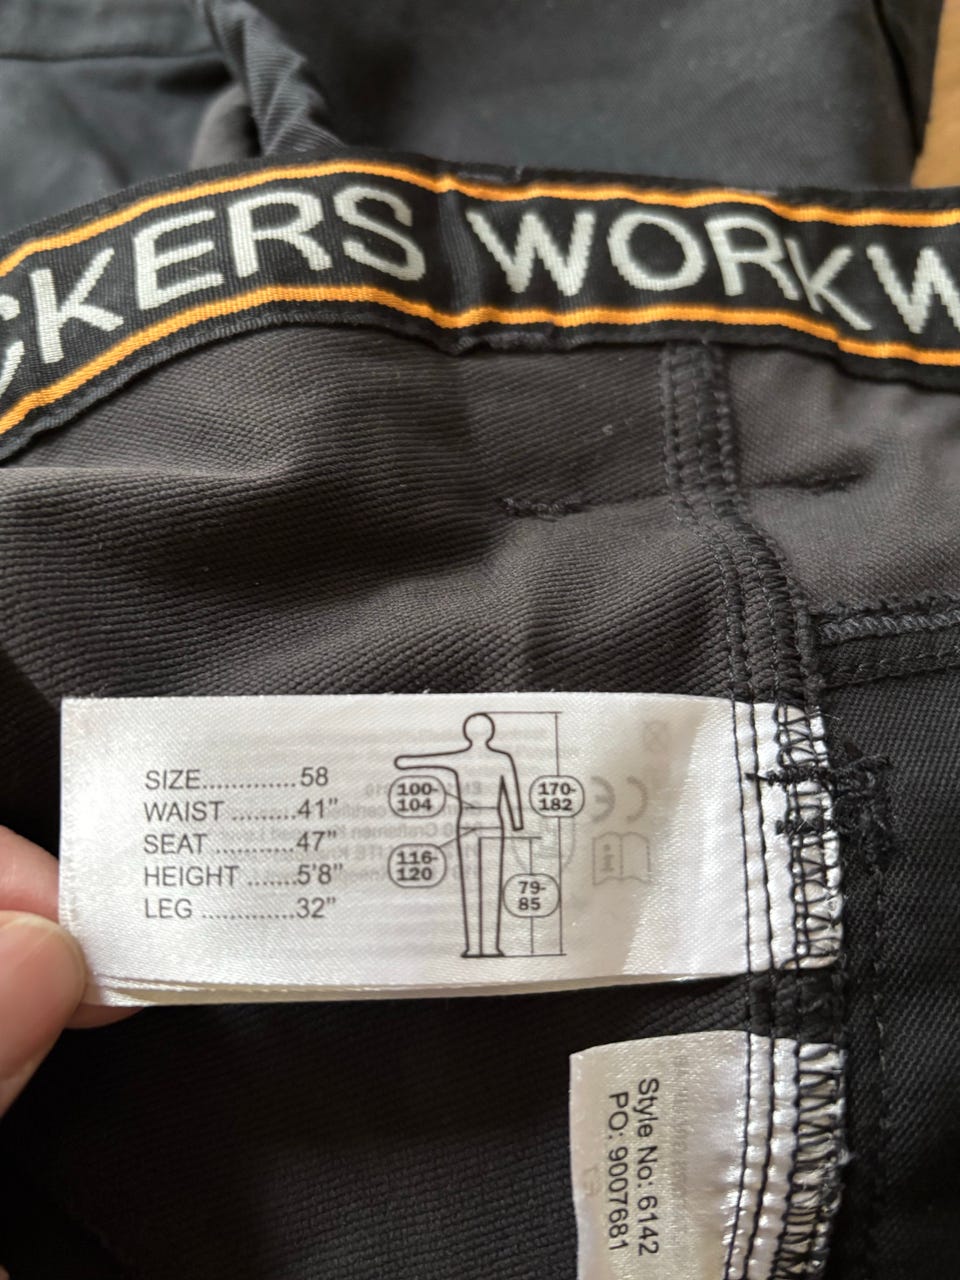 CKERS WORKW
SIZE.............58
WAIST .........41"
SEAT ...........47"
HEIGHT .......5'8"
LEG ..............32"
100-
104
170-
182
116-
120
79-
85
CE
Style No: 6142
PO: 9007681